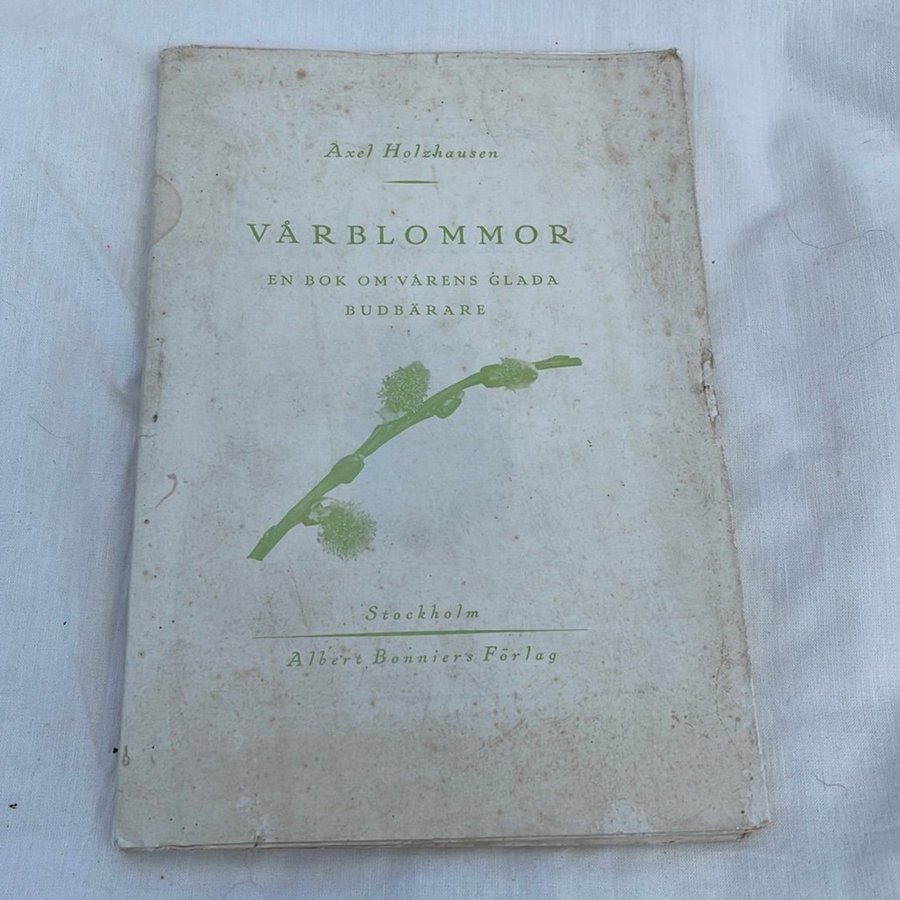 Axel Holzhausen
VÅRBLOMMOR
EN BOK OM VÅRENS GLADA
BUDBÄRARE
Stockholm
Albert Bonniers Förlag